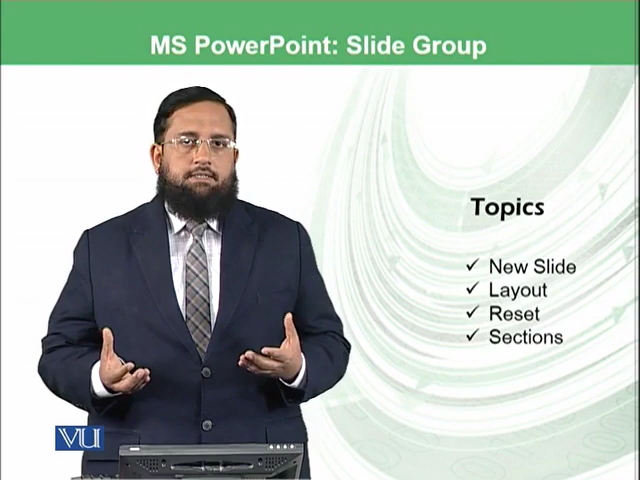 MS PowerPoint: Slide Group
Topics
✓ New Slide
✓ Layout
✓ Reset
✓ Sections
VU